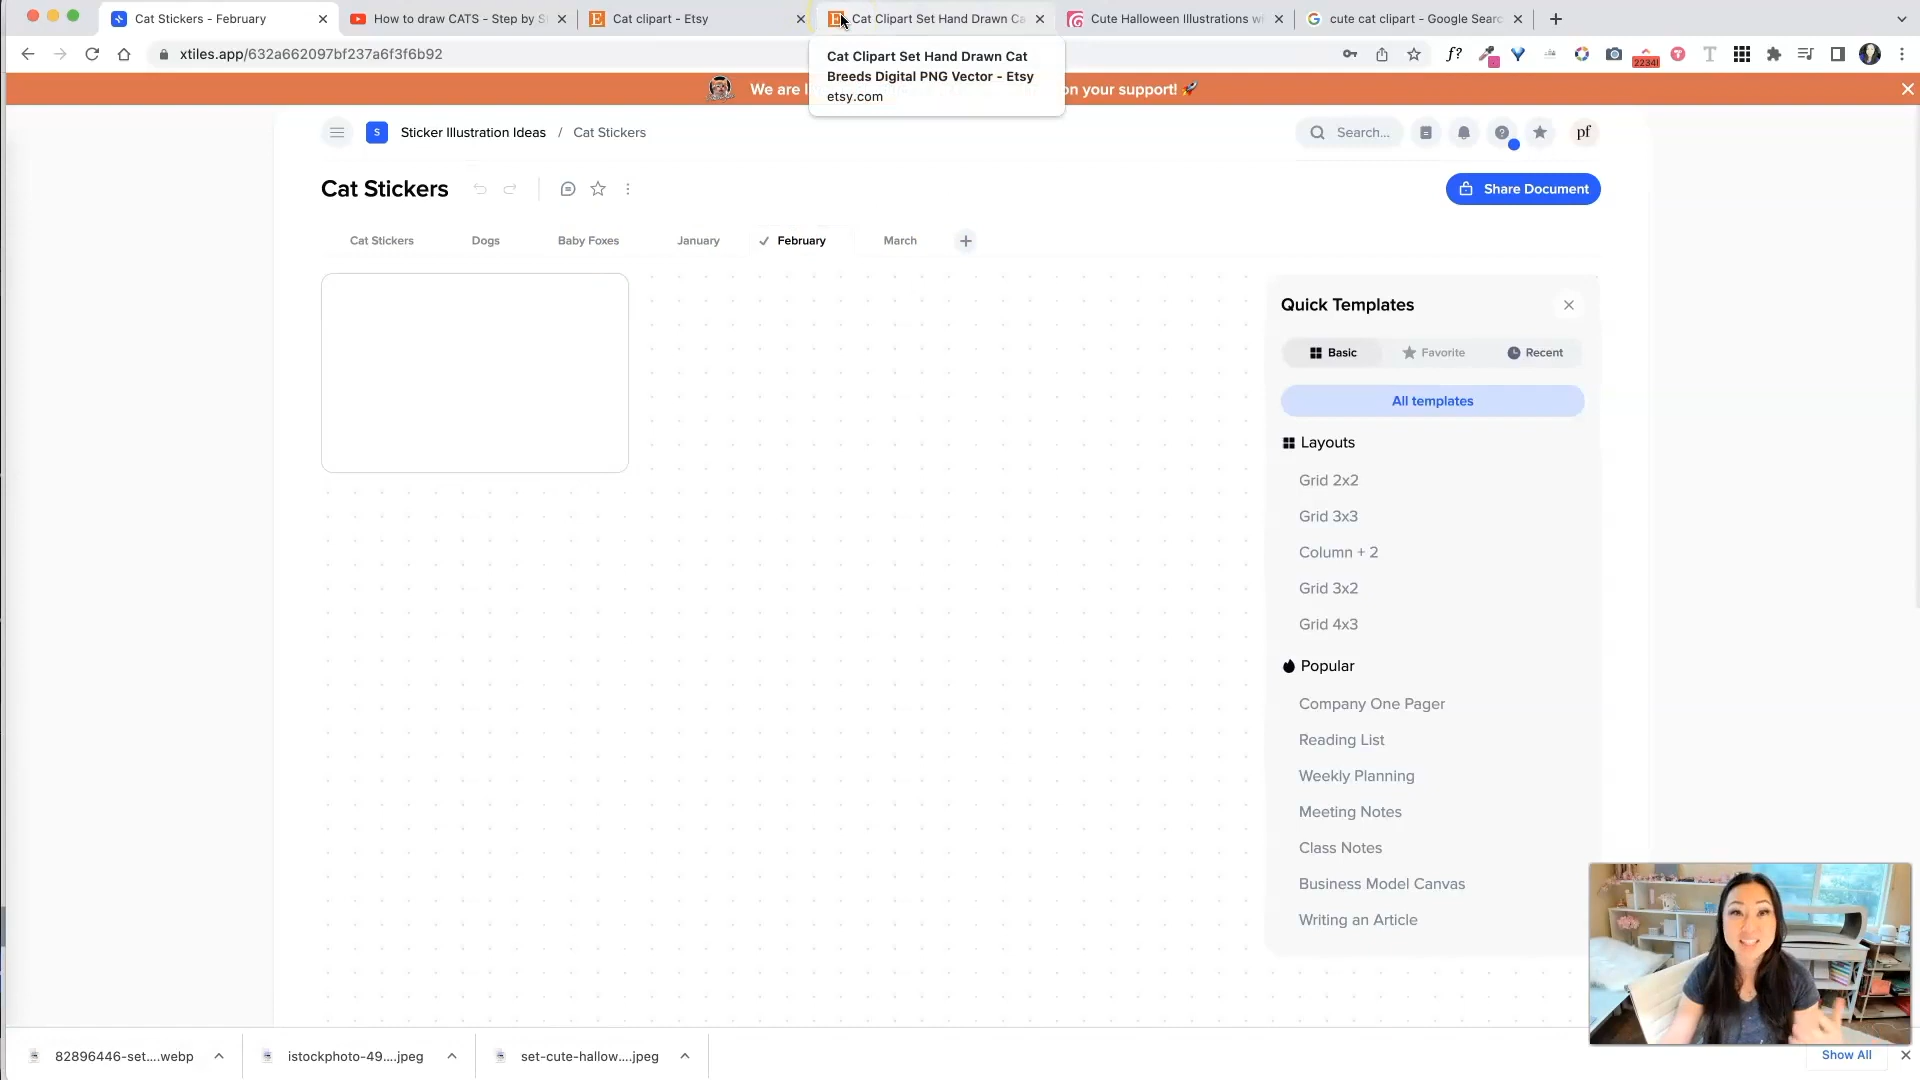 Cat Stickers - February
How to draw CATS - Step by S
Cat clipart - Etsy
Cat Clipart Set Hand Drawn Ca
Cute Halloween Illustrations wi
cute cat clipart - Google Searc
xtiles.app/632a662097bf237a6f3f6b92
f?
2234!
Cat Clipart Set Hand Drawn Cat
Breeds Digital PNG Vector - Etsy
etsy.com
We are l
on your support! 🚀
S
Sticker Illustration Ideas / Cat Stickers
Search...
pf
Cat Stickers
Share Document
Cat Stickers
Dogs
Baby Foxes
January
February
March
Quick Templates
Basic
Favorite
Recent
All templates
Layouts
Grid 2x2
Grid 3x3
Column + 2
Grid 3x2
Grid 4x3
Popular
Company One Pager
Reading List
Weekly Planning
Meeting Notes
Class Notes
Business Model Canvas
Writing an Article
82896446-set....webp
istockphoto-49....jpeg
set-cute-hallow....jpeg
Show All